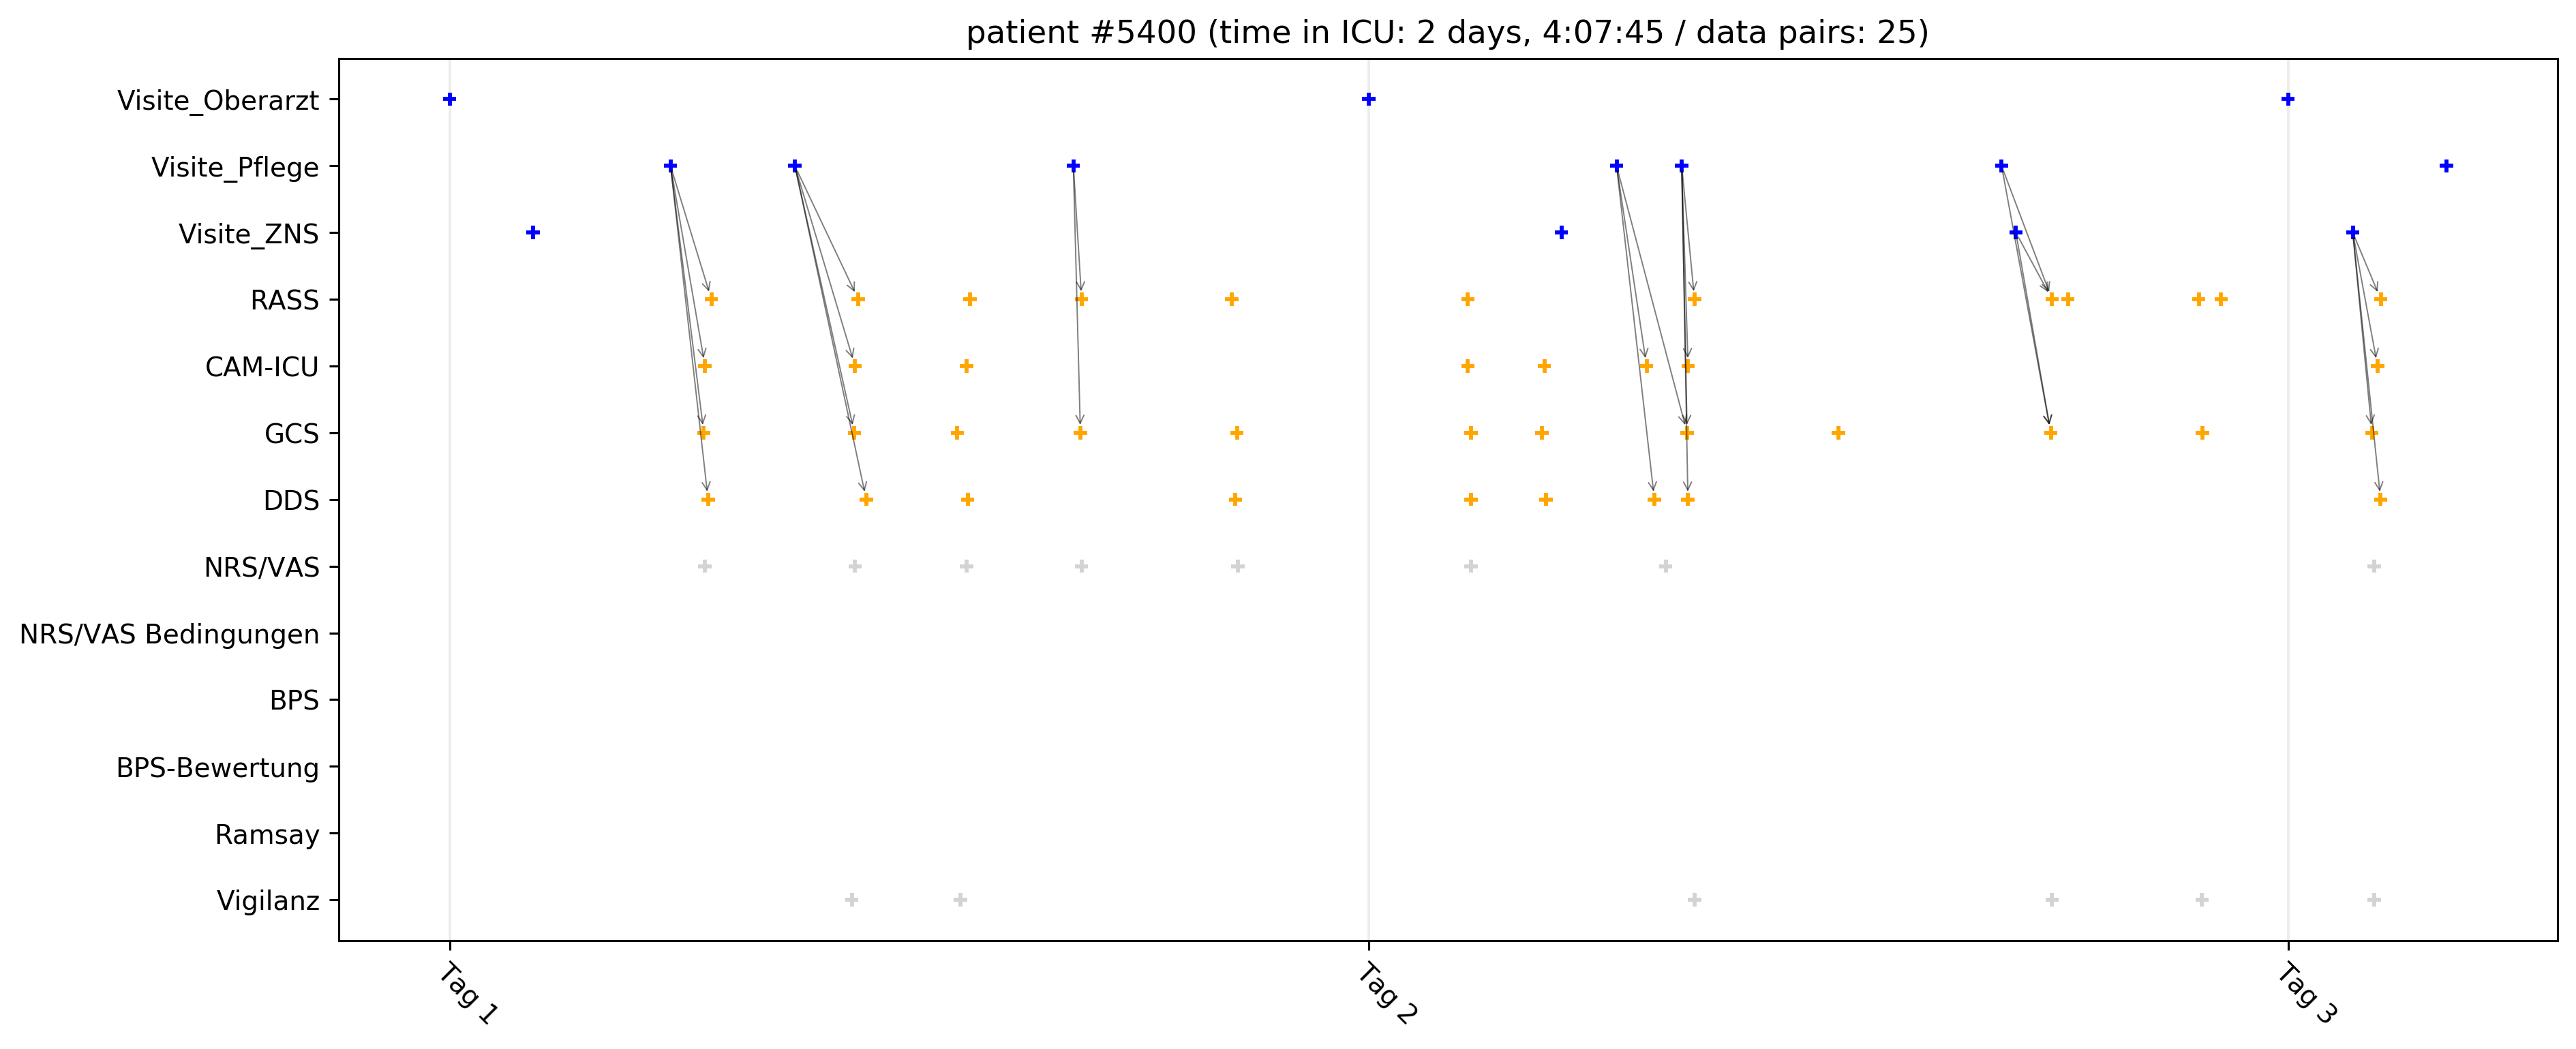 patient #5400 (time in ICU: 2 days, 4:07:45 / data pairs: 25)
Visite_Oberarzt
Visite_Pflege
Visite_ZNS
RASS
CAM-ICU
GCS
DDS
NRS/VAS
NRS/VAS Bedingungen
BPS
BPS-Bewertung
Ramsay
Vigilanz
Tag 1
Tag 2
Tag 3